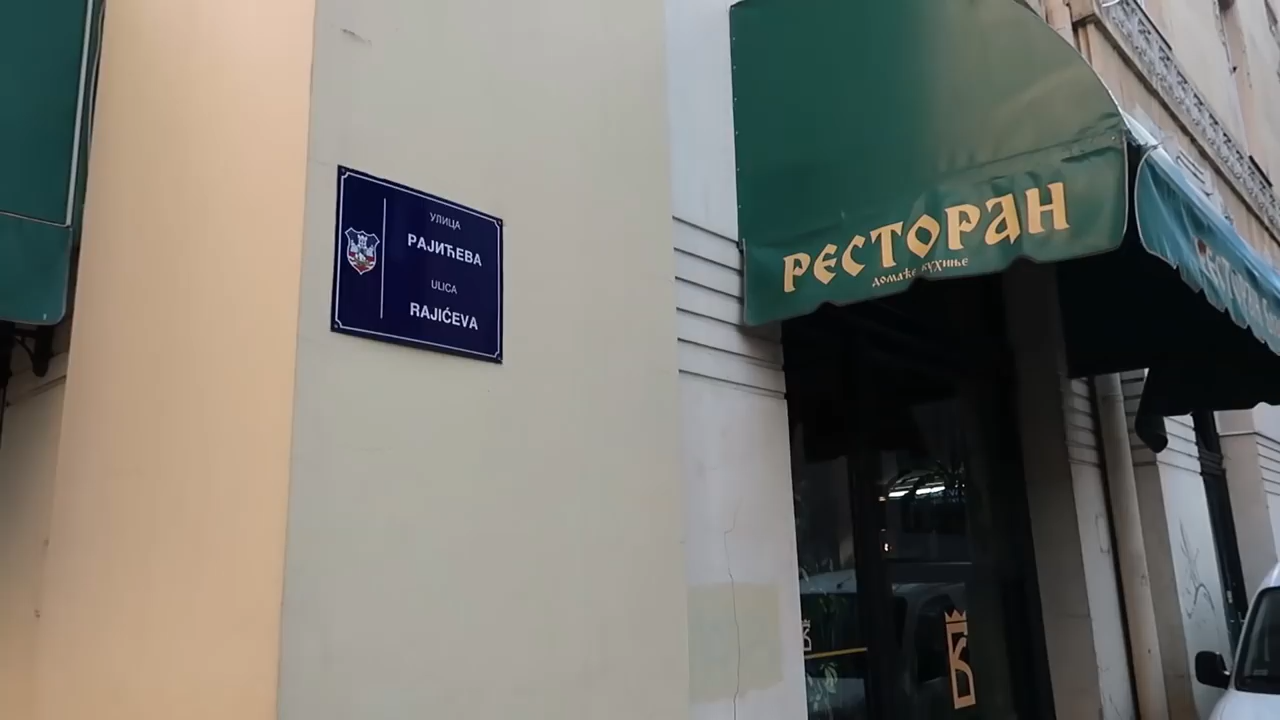 УЛИЦА
РАЈИЋЕВА
ULICA
RAJIĆEVA
РЕСТОРАН
домаће кухиње